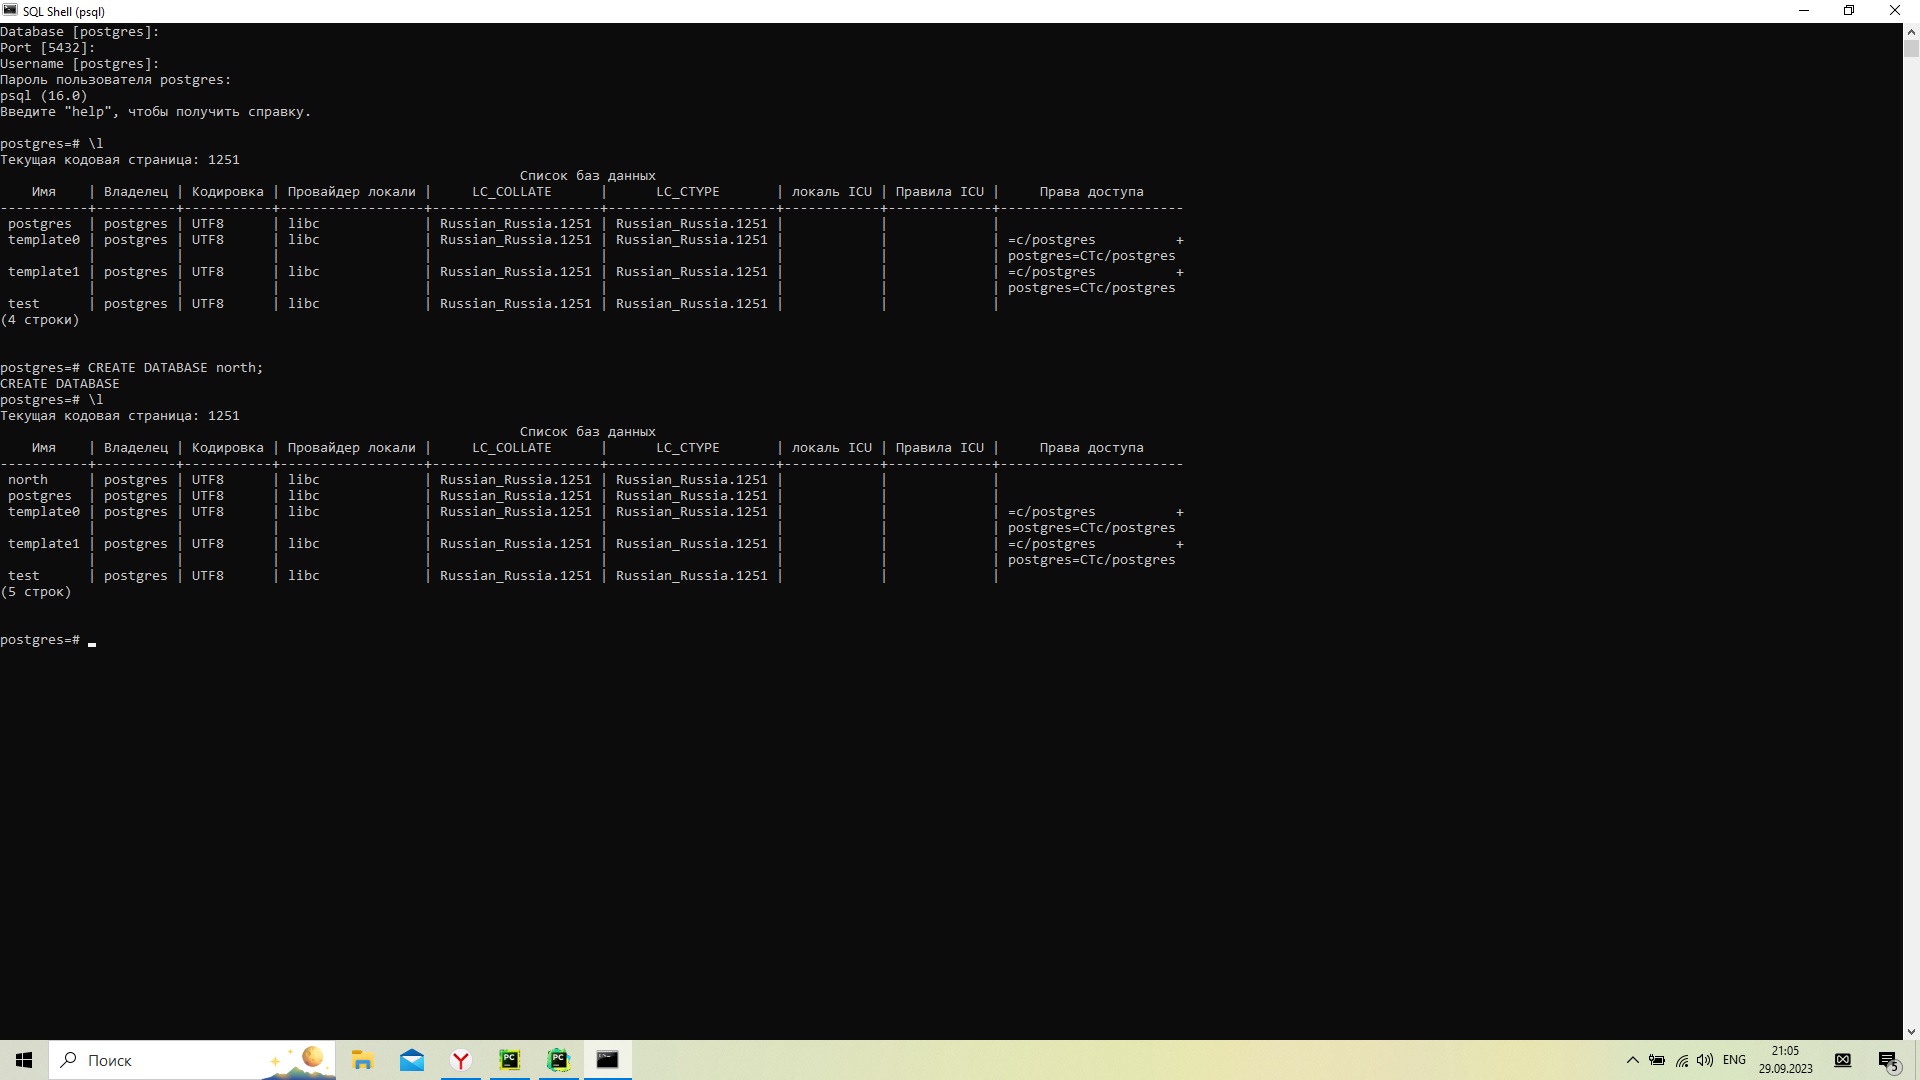 SQL Shell (psql)
Database [postgres]:
Port [5432]:
Username [postgres]:
Пароль пользователя postgres:
psql (16.0)
Введите "help", чтобы получить справку.
postgres=# \l
Текущая кодовая страница: 1251
Список баз данных
Имя | Владелец | Кодировка | Провайдер локали | LC_COLLATE | LC_CTYPE | локаль ICU | Правила ICU | Права доступа
-----------+----------+-----------+------------------+---------------------+---------------------+------------+-------------+-----------------------
postgres | postgres | UTF8 | libc | Russian_Russia.1251 | Russian_Russia.1251 | | |
template0 | postgres | UTF8 | libc | Russian_Russia.1251 | Russian_Russia.1251 | | | =c/postgres +
| | | | | | | | postgres=CTc/postgres
template1 | postgres | UTF8 | libc | Russian_Russia.1251 | Russian_Russia.1251 | | | =c/postgres +
| | | | | | | | postgres=CTc/postgres
test | postgres | UTF8 | libc | Russian_Russia.1251 | Russian_Russia.1251 | | |
(4 строки)
postgres=# CREATE DATABASE north;
CREATE DATABASE
postgres=# \l
Текущая кодовая страница: 1251
Список баз данных
Имя | Владелец | Кодировка | Провайдер локали | LC_COLLATE | LC_CTYPE | локаль ICU | Правила ICU | Права доступа
-----------+----------+-----------+------------------+---------------------+---------------------+------------+-------------+-----------------------
north | postgres | UTF8 | libc | Russian_Russia.1251 | Russian_Russia.1251 | | |
postgres | postgres | UTF8 | libc | Russian_Russia.1251 | Russian_Russia.1251 | | |
template0 | postgres | UTF8 | libc | Russian_Russia.1251 | Russian_Russia.1251 | | | =c/postgres +
| | | | | | | | postgres=CTc/postgres
template1 | postgres | UTF8 | libc | Russian_Russia.1251 | Russian_Russia.1251 | | | =c/postgres +
| | | | | | | | postgres=CTc/postgres
test | postgres | UTF8 | libc | Russian_Russia.1251 | Russian_Russia.1251 | | |
(5 строк)
postgres=#
Поиск
PC
PC
ENG
21:05
29.09.2023
5